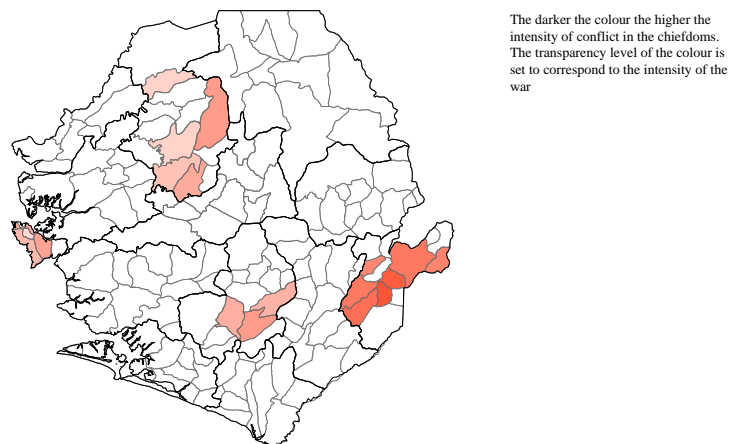 The darker the colour the higher the
intensity of conflict in the chiefdoms.
The transparency level of the colour is
set to correspond to the intensity of the
war